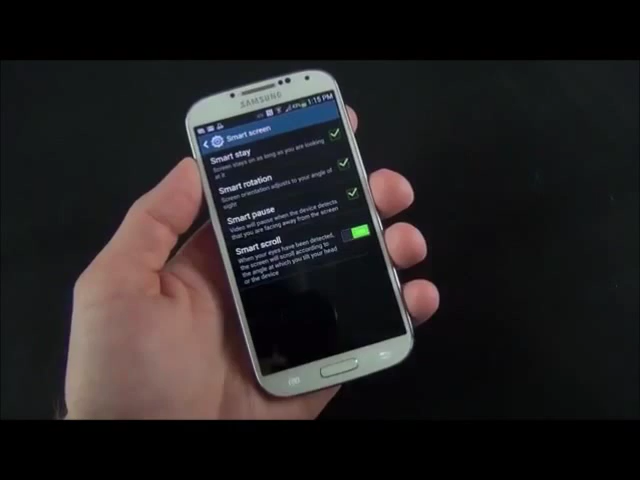 SAMSUNG
1:15 PM
Smart screen
Smart stay
Screen stays on as long as you are looking
at it
Smart rotation
Screen orientation adjusts to your angle of
sight
Smart pause
Video will pause when the device detects
that you are facing away from the screen
Smart scroll
When your eyes have been detected,
the screen will scroll according to
the angle at which you tilt your head
or the device